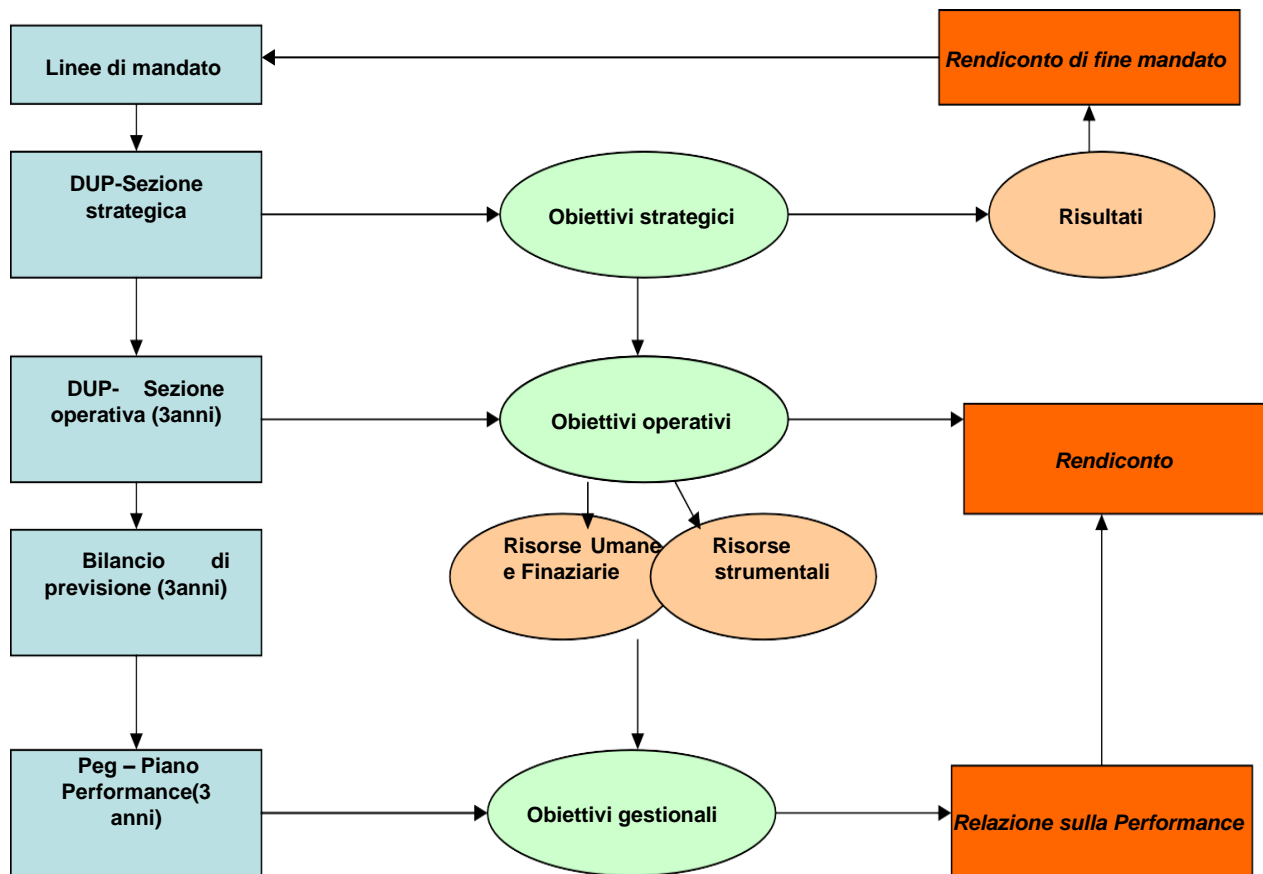 Linee di mandato
Rendiconto di fine mandato
DUP-Sezione
strategica
Obiettivi strategici
Risultati
DUP- Sezione
operativa (3anni)
Obiettivi operativi
Rendiconto
Bilancio di
previsione (3anni)
Risorse Umane
e Finaziarie
Risorse
strumentali
Peg – Piano
Performance(3
anni)
Obiettivi gestionali
Relazione sulla Performance